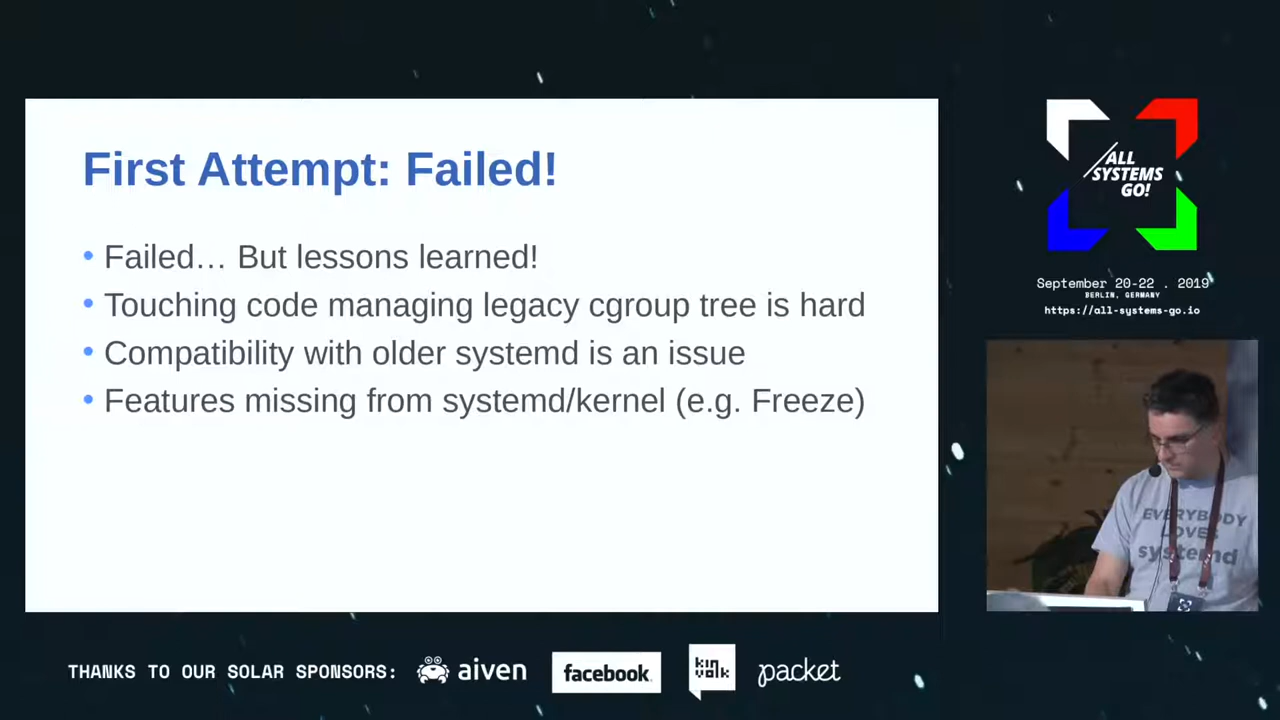 First Attempt: Failed!
• Failed… But lessons learned!
• Touching code managing legacy cgroup tree is hard
• Compatibility with older systemd is an issue
• Features missing from systemd/kernel (e.g. Freeze)
ALL
SYSTEMS
GO!
September 20-22 . 2019
BERLIN, GERMANY
https://all-systems-go.io
EVERYBODY
LOVES
systemd
THANKS TO OUR SOLAR SPONSORS:
aiven
facebook.
kinvolk
packet